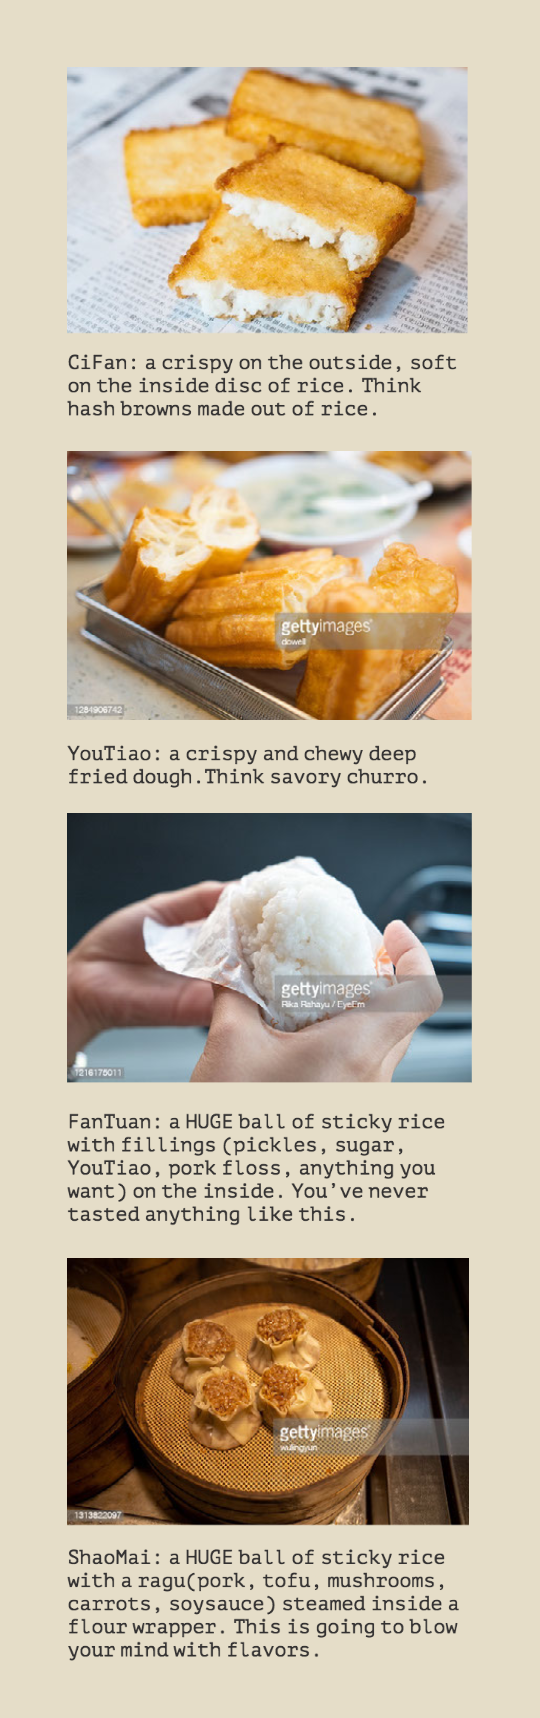 CiFan: a crispy on the outside, soft
on the inside disc of rice. Think
hash browns made out of rice.
gettyimages®
dowell
1284906742
YouTiao: a crispy and chewy deep
fried dough.Think savory churro.
gettyimages®
Rika Rahayu / EyeEm
1216175011
FanTuan: a HUGE ball of sticky rice
with fillings (pickles, sugar,
YouTiao, pork floss, anything you
want) on the inside. You've never
tasted anything like this.
gettyimages®
wulingyun
1313822097
ShaoMai: a HUGE ball of sticky rice
with a ragu(pork, tofu, mushrooms,
carrots, soysauce) steamed inside a
flour wrapper. This is going to blow
your mind with flavors.